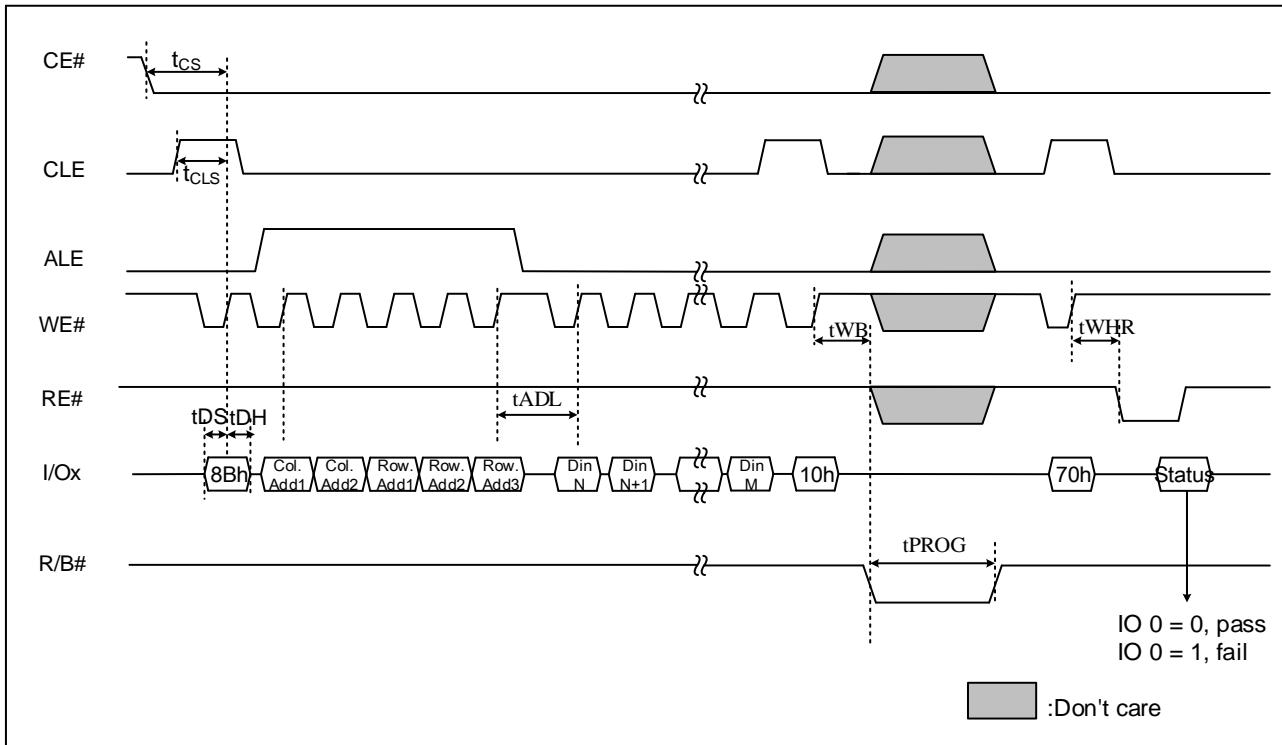 CE#
tCS
CLE
tCLS
ALE
WE#
tWB
tWHR
RE#
tDS
tDH
tADL
I/Ox
8Bh
Col.
Add1
Col.
Add2
Row.
Add1
Row.
Add2
Row.
Add3
Din
N
Din
N+1
Din
M
10h
70h
Status
R/B#
tPROG
IO 0 = 0, pass
IO 0 = 1, fail
:Don't care